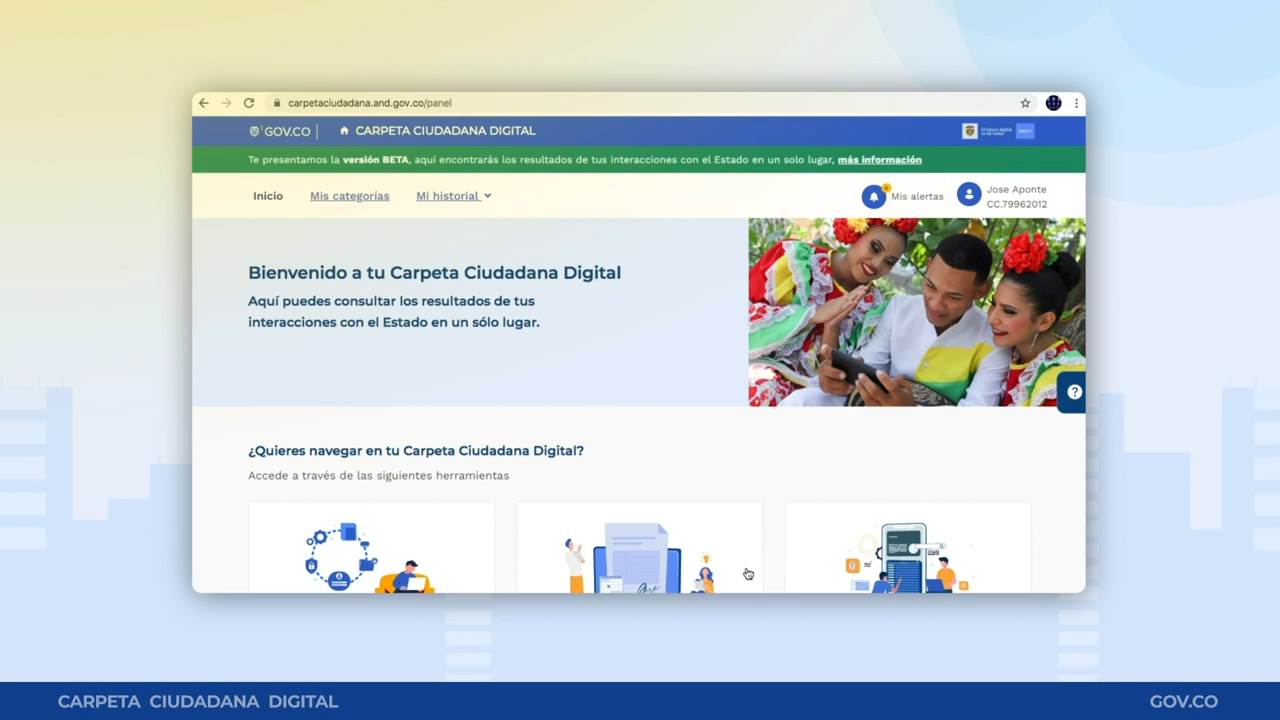 carpetaciudadana.and.gov.co/panel
GOV.CO
CARPETA CIUDADANA DIGITAL
Te presentamos la versión BETA, aquí encontrarás los resultados de tus interacciones con el Estado en un solo lugar, más información
Inicio
Mis categorías
Mi historial
Mis alertas
Jose Aponte
CC.79962012
Bienvenido a tu Carpeta Ciudadana Digital
Aquí puedes consultar los resultados de tus
interacciones con el Estado en un sólo lugar.
¿Quieres navegar en tu Carpeta Ciudadana Digital?
Accede a través de las siguientes herramientas
CARPETA CIUDADANA DIGITAL
GOV.CO